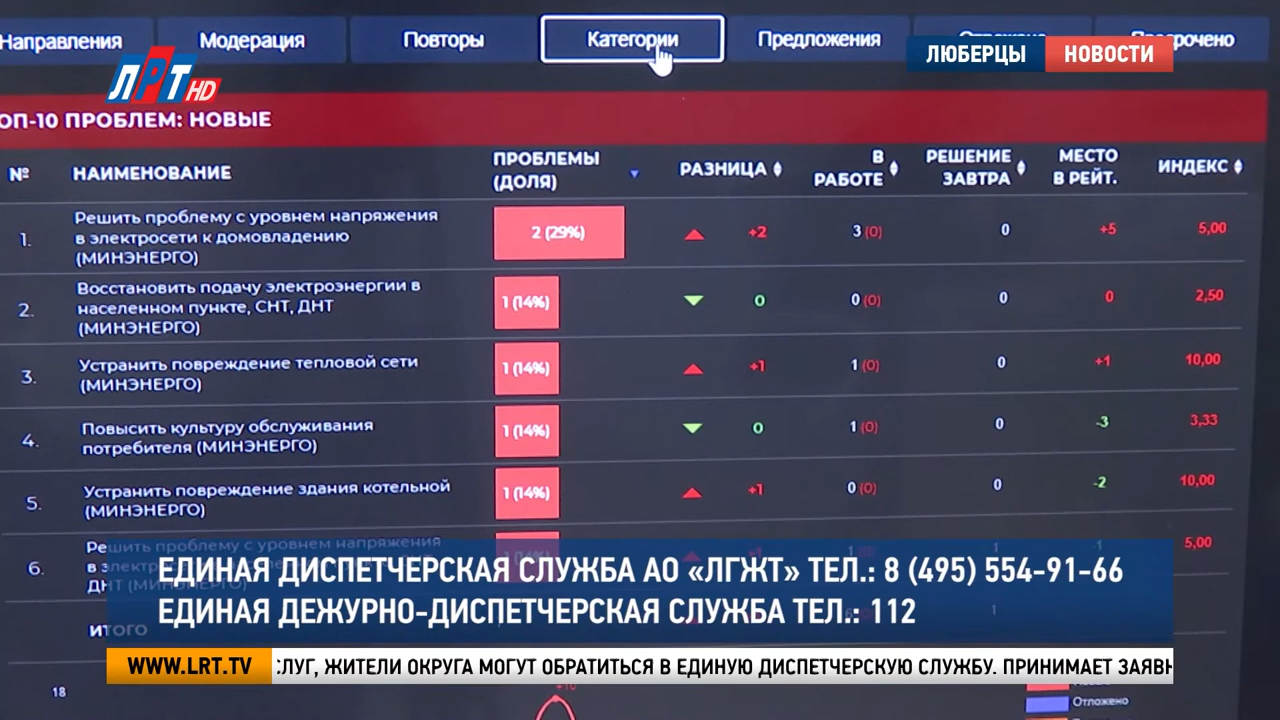 Направления Модерация Повторы Категории Предложения
ЛЮБЕРЦЫ НОВОСТИ
ЛРТ HD
ОП-10 ПРОБЛЕМ: НОВЫЕ
№ НАИМЕНОВАНИЕ ПРОБЛЕМЫ (ДОЛЯ) РАЗНИЦА В РАБОТЕ РЕШЕНИЕ ЗАВТРА МЕСТО В РЕЙТ. ИНДЕКС
1. Решить проблему с уровнем напряжения
в электросети к домовладению
(МИНЭНЕРГО)
2 (29%) +2 3 (0) 0 +5 5,00
2. Восстановить подачу электроэнергии в
населенном пункте, СНТ, ДНТ
(МИНЭНЕРГО)
1 (14%) 0 0 (0) 0 0 2,50
3. Устранить повреждение тепловой сети
(МИНЭНЕРГО)
1 (14%) +1 1 (0) 0 +1 10,00
4. Повысить культуру обслуживания
потребителя (МИНЭНЕРГО)
1 (14%) 0 1 (0) 0 -3 3,33
5. Устранить повреждение здания котельной
(МИНЭНЕРГО)
1 (14%) +1 0 (0) 0 -2 10,00
6. Решить проблему с уровнем напряжения
5,00
ЕДИНАЯ ДИСПЕТЧЕРСКАЯ СЛУЖБА АО «ЛГЖТ» ТЕЛ.: 8 (495) 554-91-66
ЕДИНАЯ ДЕЖУРНО-ДИСПЕТЧЕРСКАЯ СЛУЖБА ТЕЛ.: 112
ИТОГО
WWW.LRT.TV СЛУГ, ЖИТЕЛИ ОКРУГА МОГУТ ОБРАТИТЬСЯ В ЕДИНУЮ ДИСПЕТЧЕРСКУЮ СЛУЖБУ. ПРИНИМАЕТ ЗАЯВ
18
+10
Отложено